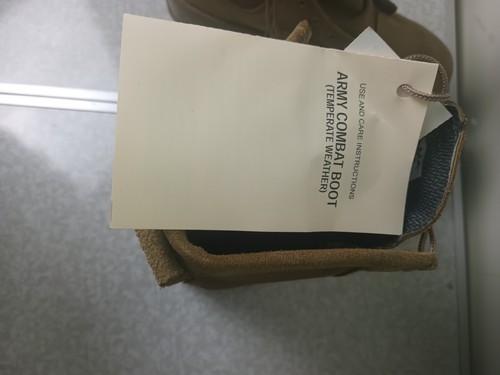 USE AND CARE INSTRUCTIONS
ARMY COMBAT BOOT
(TEMPERATE WEATHER)